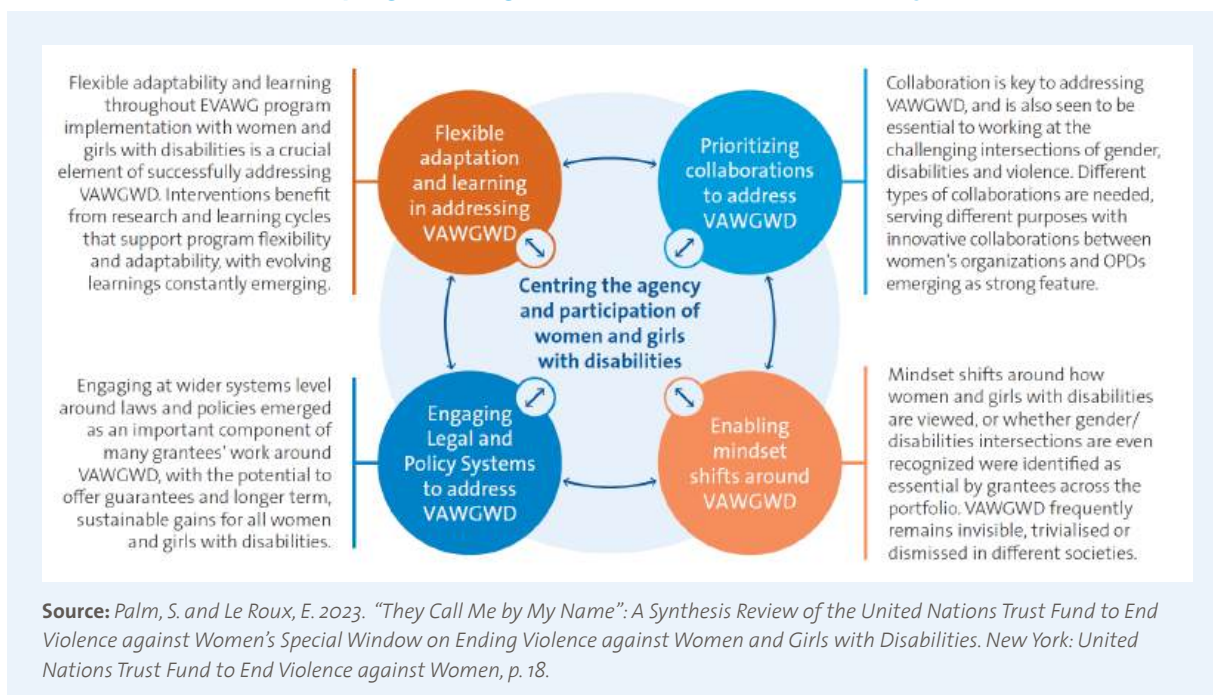 Flexible adaptability and learning
throughout EVAWG program
implementation with women and
girls with disabilities is a crucial
element of successfully addressing
VAWGWD. Interventions benefit
from research and learning cycles
that support program flexibility
and adaptability, with evolving
learnings constantly emerging.
Flexible
adaptation
and learning
in addressing
VAWGWD
Prioritizing
collaborations
to address
VAWGWD
Collaboration is key to addressing
VAWGWD, and is also seen to be
essential to working at the
challenging intersections of gender,
disabilities and violence. Different
types of collaborations are needed,
serving different purposes with
innovative collaborations between
women's organizations and OPDs
emerging as strong feature.
Centring the agency
and participation of
women and girls
with disabilities
Engaging at wider systems level
around laws and policies emerged
as an important component of
many grantees' work around
VAWGWD, with the potential to
offer guarantees and longer term,
sustainable gains for all women
and girls with disabilities.
Engaging
Legal and
Policy Systems
to address
VAWGWD
Enabling
mindset
shifts around
VAWGWD
Mindset shifts around how
women and girls with disabilities
are viewed, or whether gender/
disabilities intersections are even
recognized were identified as
essential by grantees across the
portfolio. VAWGWD frequently
remains invisible, trivialised or
dismissed in different societies.
Source: Palm, S. and Le Roux, E. 2023. “They Call Me by My Name”: A Synthesis Review of the United Nations Trust Fund to End
Violence against Women’s Special Window on Ending Violence against Women and Girls with Disabilities. New York: United
Nations Trust Fund to End Violence against Women, p. 18.